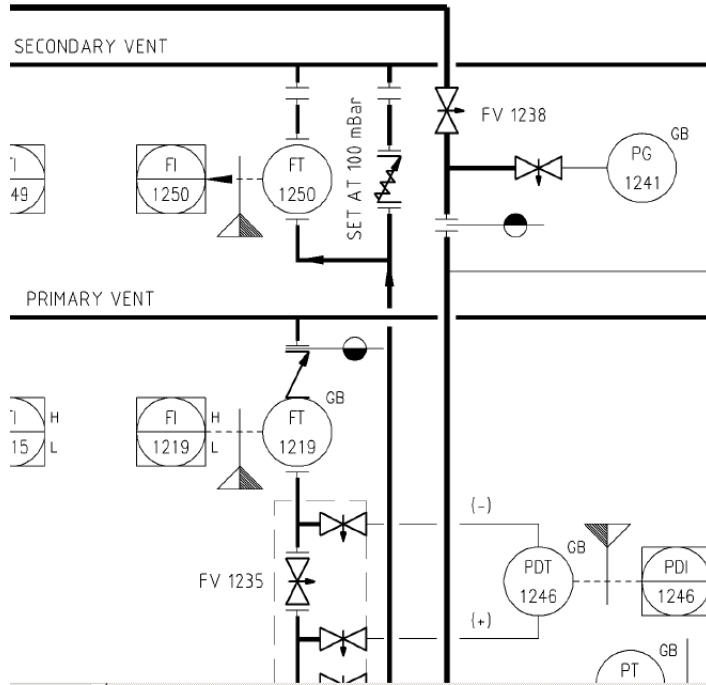 SECONDARY VENT
FV 1238
GB
PG
1241
SET AT 100 mBar
49
FI
1250
FT
1250
PRIMARY VENT
GB
15
H
L
FI
1219
H
L
FT
1219
(-)
FV 1235
GB
PDT
1246
PDI
1246
(+)
GB
PT